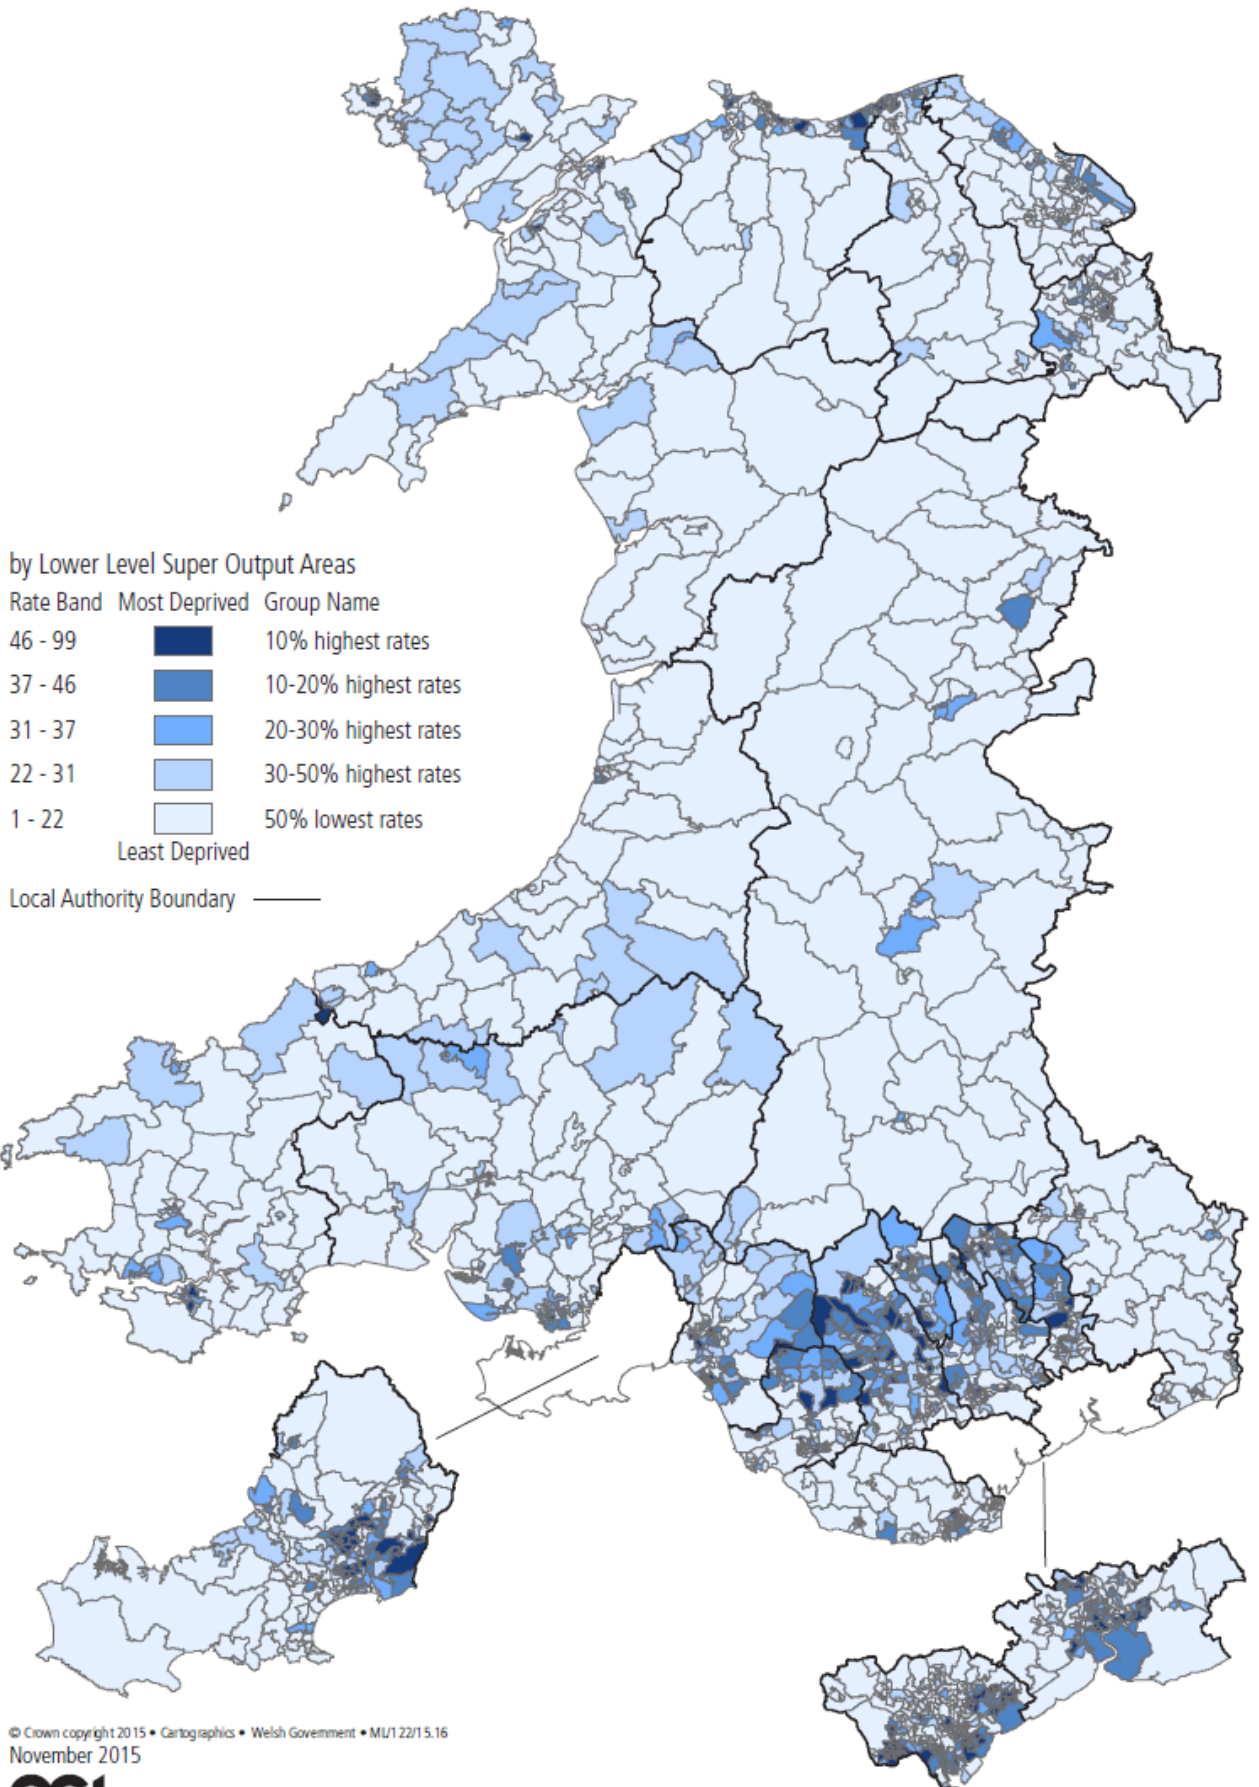 by Lower Level Super Output Areas
Rate Band Most Deprived Group Name
46 - 99 10% highest rates
37 - 46 10-20% highest rates
31 - 37 20-30% highest rates
22 - 31 30-50% highest rates
1 - 22 50% lowest rates
Least Deprived
Local Authority Boundary
© Crown copyright 2015 • Cartographics • Welsh Government • ML/122/15.16
November 2015